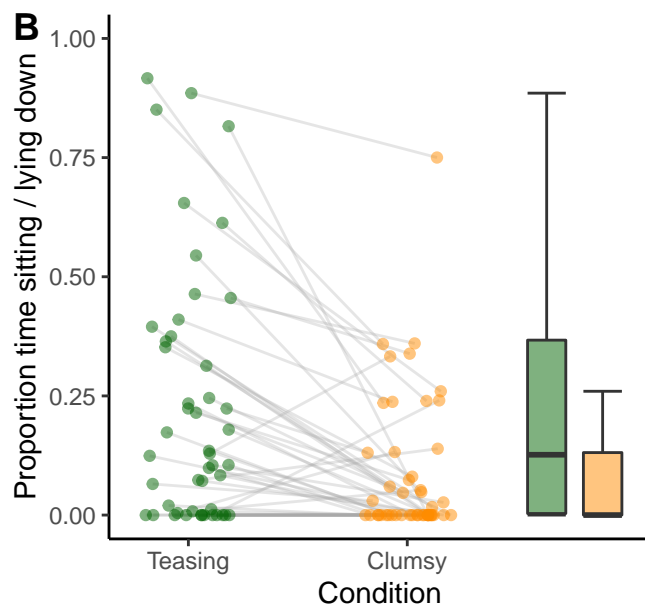 B
Proportion time sitting / lying down
1.00
0.75
0.50
0.25
0.00
Teasing
Clumsy
Condition